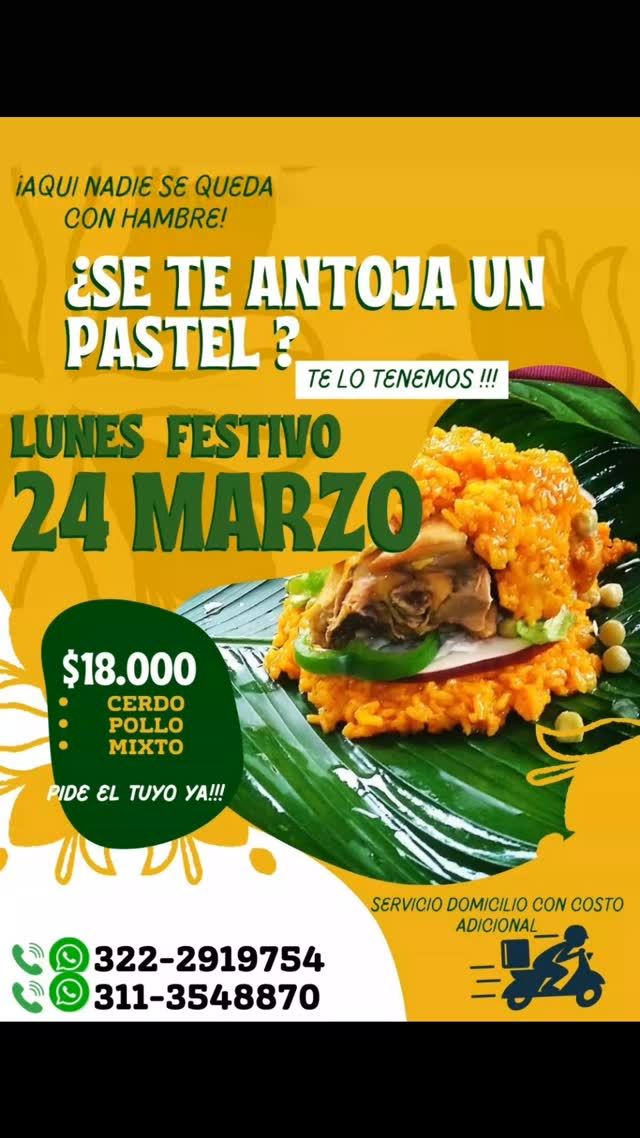 ¡AQUI NADIE SE QUEDA
CON HAMBRE!
¿SE TE ANTOJA UN
PASTEL ?
TE LO TENEMOS !!!
LUNES FESTIVO
24 MARZO
$18.000
• CERDO
• POLLO
• MIXTO
PIDE EL TUYO YA!!!
SERVICIO DOMICILIO CON COSTO
ADICIONAL
322-2919754
311-3548870